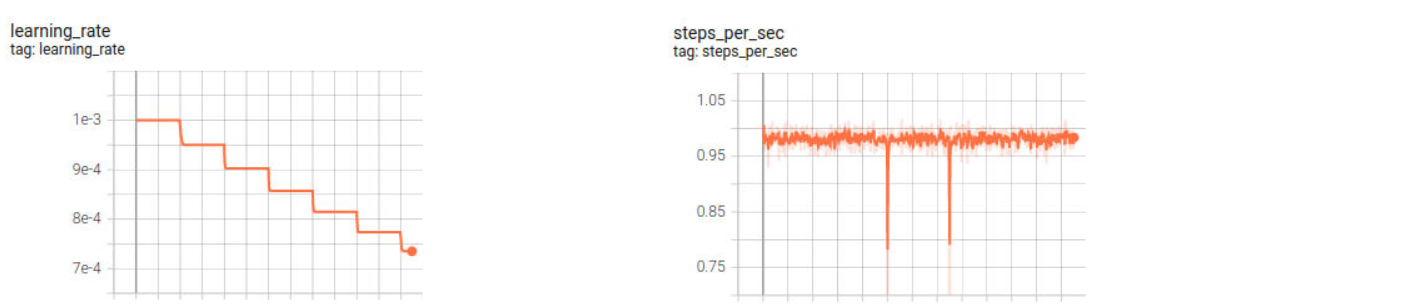 learning_rate
tag: learning_rate
1e-3
9e-4
8e-4
7e-4
steps_per_sec
tag: steps_per_sec
1.05
0.95
0.85
0.75